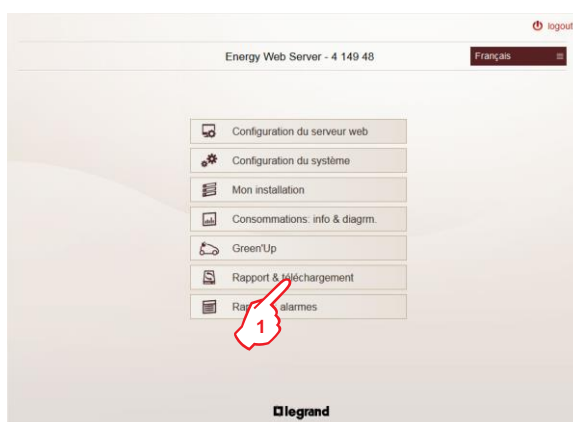 logout
Energy Web Server - 4 149 48
Français
Configuration du serveur web
Configuration du système
Mon installation
Consommations: info & diagrm.
Green'Up
Rapport & téléchargement
alarmes
1
legrand